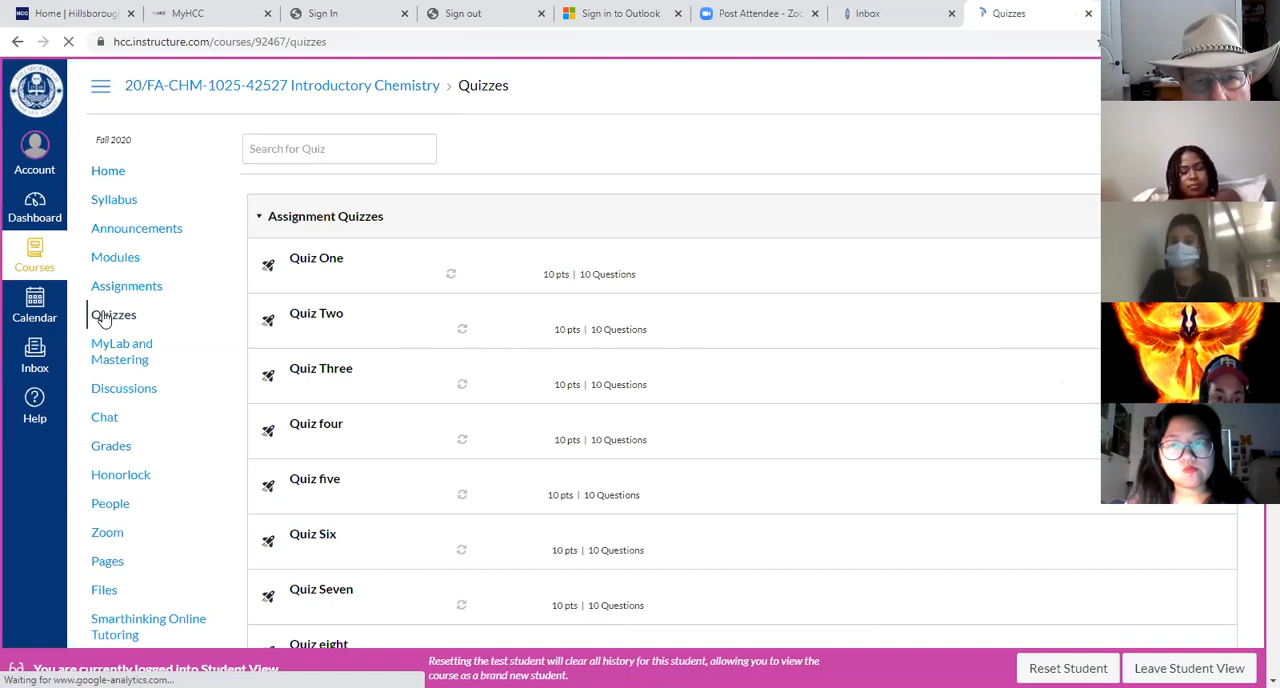 Home | Hillsboroug
MyHCC
Sign In
Sign out
Sign in to Outlook
Post Attendee - Zoo
Inbox
Quizzes
hcc.instructure.com/courses/92467/quizzes
20/FA-CHM-1025-42527 Introductory Chemistry › Quizzes
Account
Dashboard
Courses
Calendar
Inbox
Help
Fall 2020
Home
Syllabus
Announcements
Modules
Assignments
Quizzes
MyLab and
Mastering
Discussions
Chat
Grades
Honorlock
People
Zoom
Pages
Files
Smarthinking Online
Tutoring
Search for Quiz
Assignment Quizzes
Quiz One
10 pts | 10 Questions
Quiz Two
10 pts | 10 Questions
Quiz Three
10 pts | 10 Questions
Quiz four
10 pts | 10 Questions
Quiz five
10 pts | 10 Questions
Quiz Six
10 pts | 10 Questions
Quiz Seven
10 pts | 10 Questions
Quiz eight
You are currently logged into Student View
Resetting the test student will clear all history for this student, allowing you to view the
course as a brand new student.
Reset Student
Leave Student View
Waiting for www.google-analytics.com...